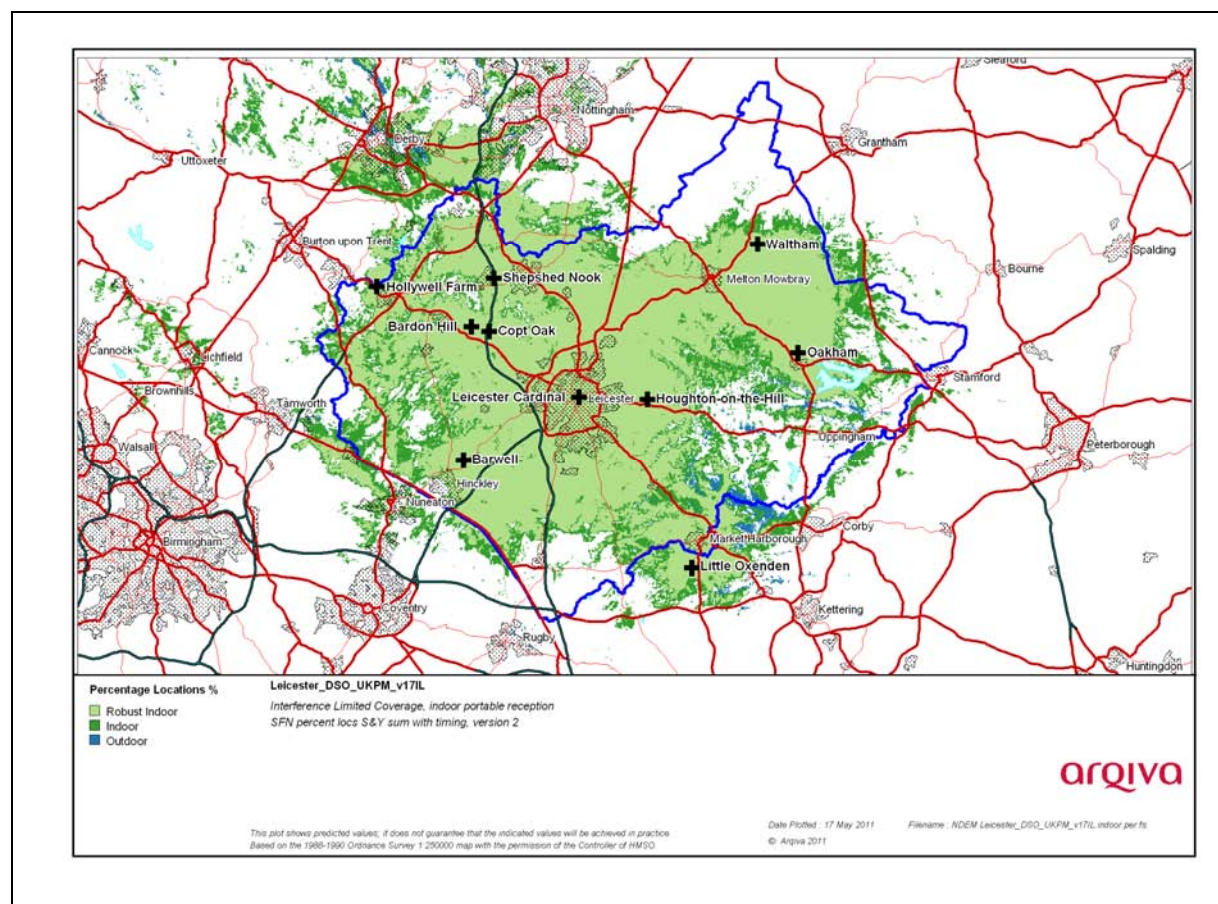 Sleaford
Nottingham
Grantham
Derby
Uttoxeter
Burton upon Trent
Waltham
Spalding
Bourne
Melton Mowbray
Shepshed Nook
Hollywell Farm
Bardon Hill
Copt Oak
Cannock
Lichfield
Oakham
Stamford
Brownhills
Tamworth
Leicester Cardinal
Leicester
Houghton-on-the-Hill
Walsall
Uppingham
Peterborough
Barwell
Hinckley
Nuneaton
Corby
Birmingham
Market Harborough
Little Oxenden
Coventry
Kettering
Rugby
Huntingdon
Percentage Locations %
Robust Indoor
Indoor
Outdoor
Leicester_DSO_UKPM_v17IL
Interference Limited Coverage, indoor portable reception
SFN percent locs S&Y sum with timing, version 2
arqiva
This plot shows predicted values; it does not guarantee that the indicated values will be achieved in practice
Based on the 1988-1990 Ordnance Survey 1:250000 map with the permission of the Controller of HMSO.
Date Plotted : 17 May 2011
Filename : NDEM Leicester_DSO_UKPM_v17IL.indoor.per.fs
© Arqiva 2011